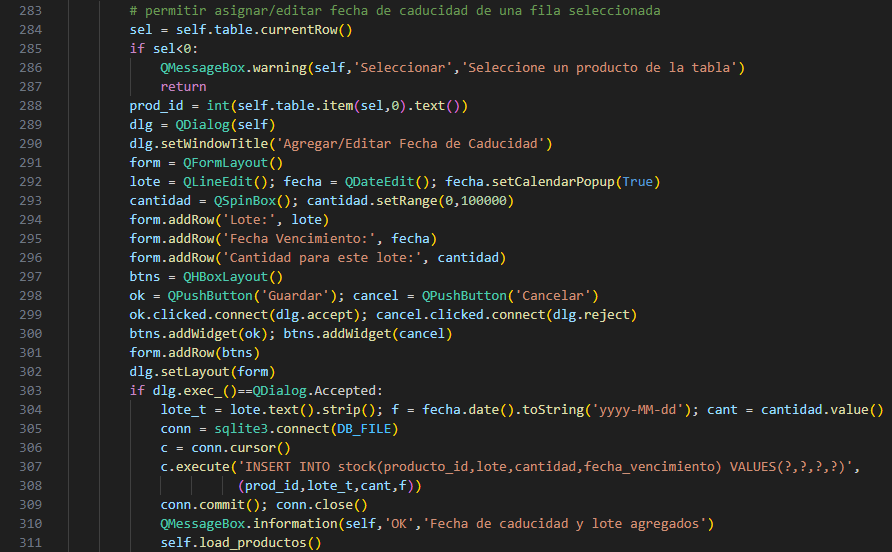 283 # permitir asignar/editar fecha de caducidad de una fila seleccionada
284 sel = self.table.currentRow()
285 if sel<0:
286 QMessageBox.warning(self,'Seleccionar','Seleccione un producto de la tabla')
287 return
288 prod_id = int(self.table.item(sel,0).text())
289 dlg = QDialog(self)
290 dlg.setWindowTitle('Agregar/Editar Fecha de Caducidad')
291 form = QFormLayout()
292 lote = QLineEdit(); fecha = QDateEdit(); fecha.setCalendarPopup(True)
293 cantidad = QSpinBox(); cantidad.setRange(0,100000)
294 form.addRow('Lote:', lote)
295 form.addRow('Fecha Vencimiento:', fecha)
296 form.addRow('Cantidad para este lote:', cantidad)
297 btns = QHBoxLayout()
298 ok = QPushButton('Guardar'); cancel = QPushButton('Cancelar')
299 ok.clicked.connect(dlg.accept); cancel.clicked.connect(dlg.reject)
300 btns.addWidget(ok); btns.addWidget(cancel)
301 form.addRow(btns)
302 dlg.setLayout(form)
303 if dlg.exec_()==QDialog.Accepted:
304 lote_t = lote.text().strip(); f = fecha.date().toString('yyyy-MM-dd'); cant = cantidad.value()
305 conn = sqlite3.connect(DB_FILE)
306 c = conn.cursor()
307 c.execute('INSERT INTO stock(producto_id,lote,cantidad,fecha_vencimiento) VALUES(?,?,?,?)',
308 (prod_id,lote_t,cant,f))
309 conn.commit(); conn.close()
310 QMessageBox.information(self,'OK','Fecha de caducidad y lote agregados')
311 self.load_productos()